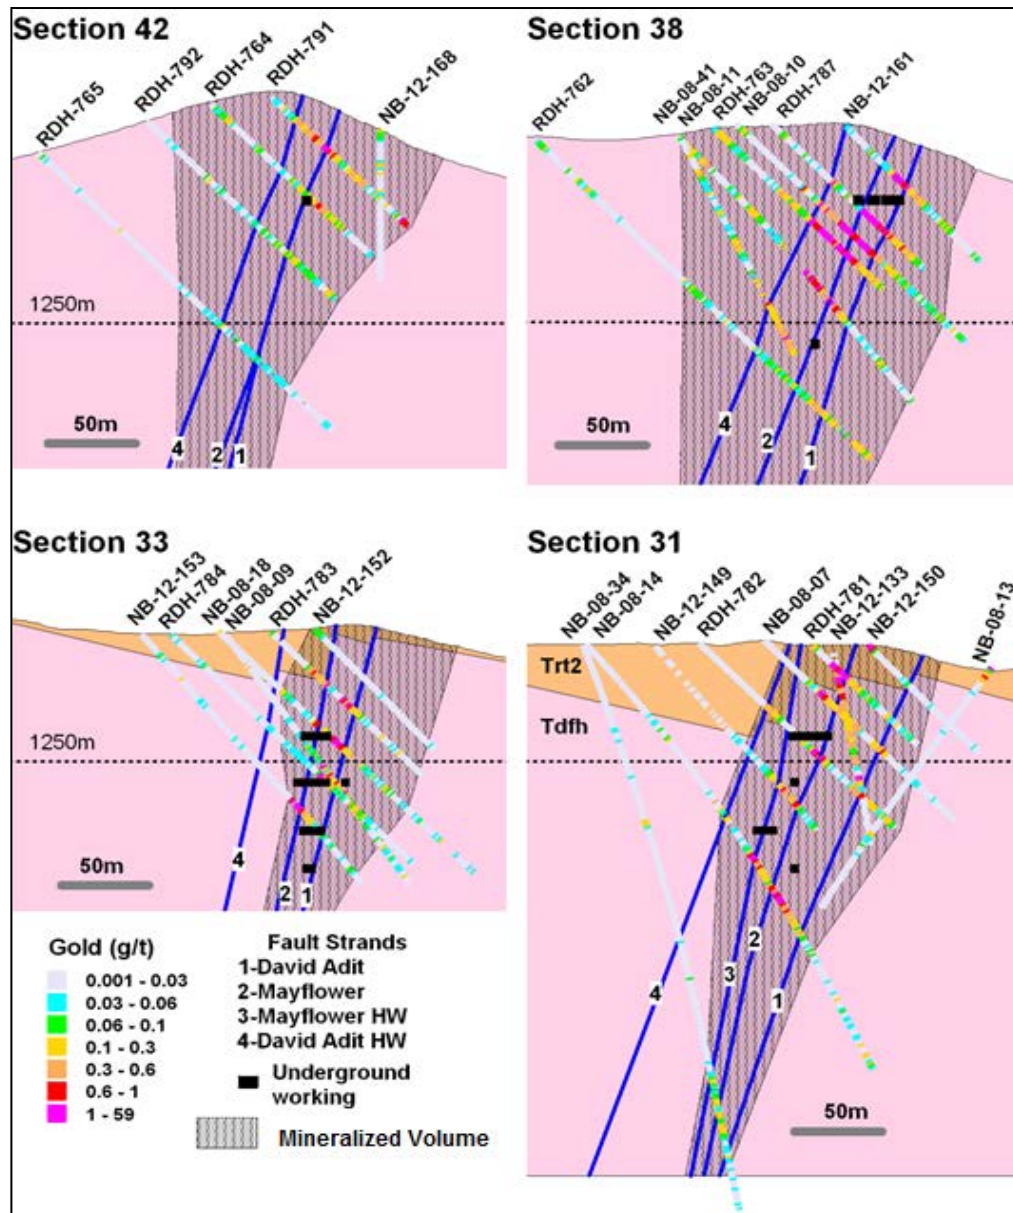 Section 42
RDH-765
RDH-792
RDH-764
RDH-791
NB-12-168
1250m
50m
4
2
1
Section 38
RDH-762
NB-08-41
NB-08-11
RDH-763
NB-08-10
RDH-787
NB-12-161
50m
4
2
1
Section 33
NB-12-153
RDH-784
NB-08-18
NB-08-09
RDH-783
NB-12-152
1250m
50m
4
2
1
Section 31
NB-08-34
NB-08-14
NB-12-149
RDH-782
NB-08-07
RDH-781
NB-12-133
NB-12-150
NB-08-13
Trt2
Tdfh
2
3
1
4
50m
Gold (g/t)
0.001 - 0.03
0.03 - 0.06
0.06 - 0.1
0.1 - 0.3
0.3 - 0.6
0.6 - 1
1 - 59
Fault Strands
1-David Adit
2-Mayflower
3-Mayflower HW
4-David Adit HW
Underground
working
Mineralized Volume